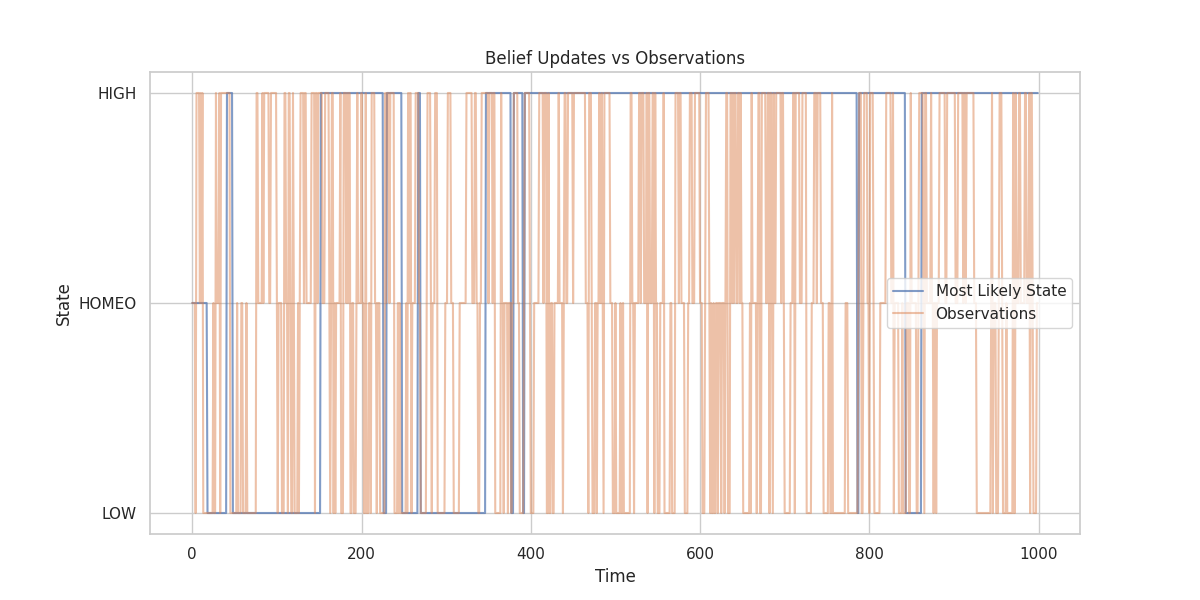 Belief Updates vs Observations
HIGH
HOMEO
LOW
State
Most Likely State
Observations
0
200
400
600
800
1000
Time